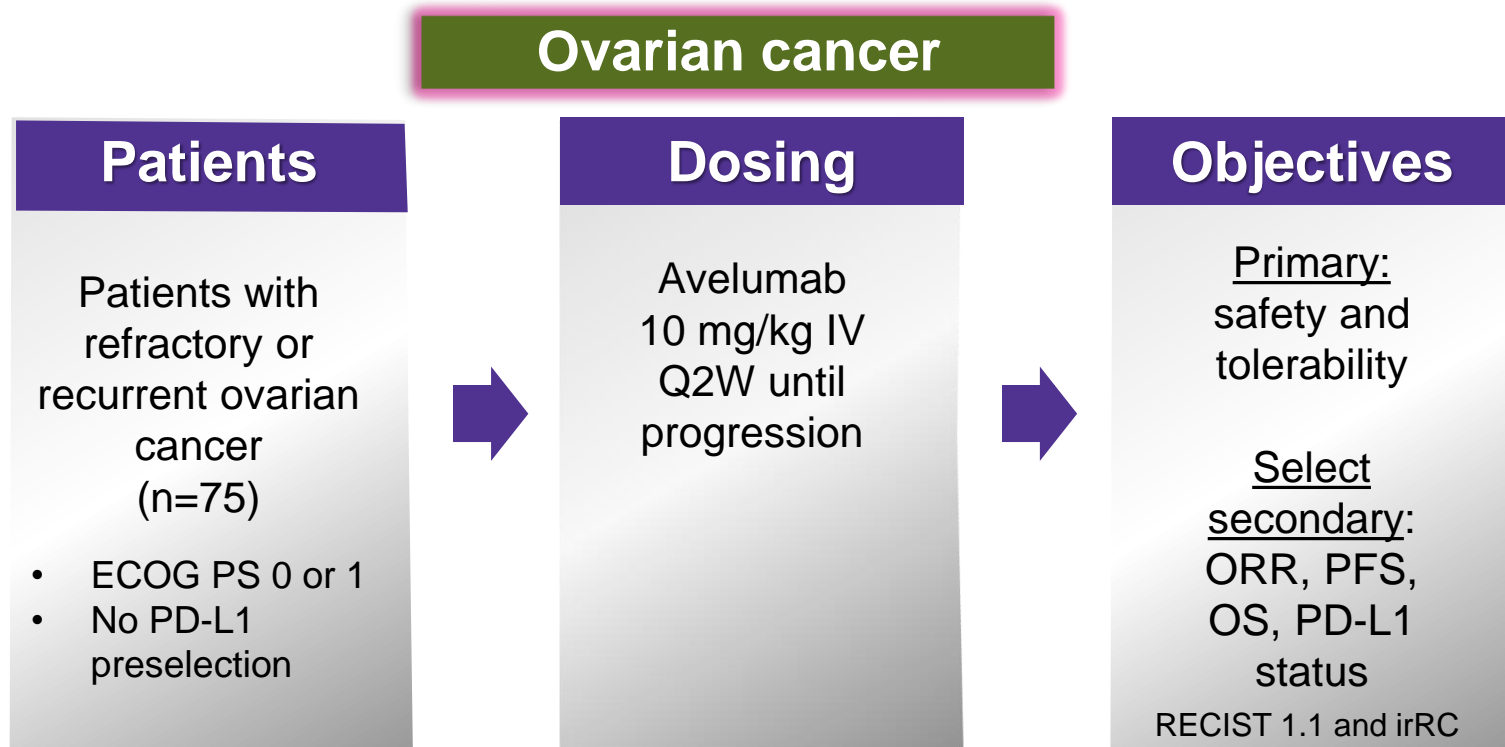 Ovarian cancer
Patients
Patients with
refractory or
recurrent ovarian
cancer
(n=75)
• ECOG PS 0 or 1
• No PD-L1
preselection
Dosing
Avelumab
10 mg/kg IV
Q2W until
progression
Objectives
Primary:
safety and
tolerability
Select
secondary:
ORR, PFS,
OS, PD-L1
status
RECIST 1.1 and irRC